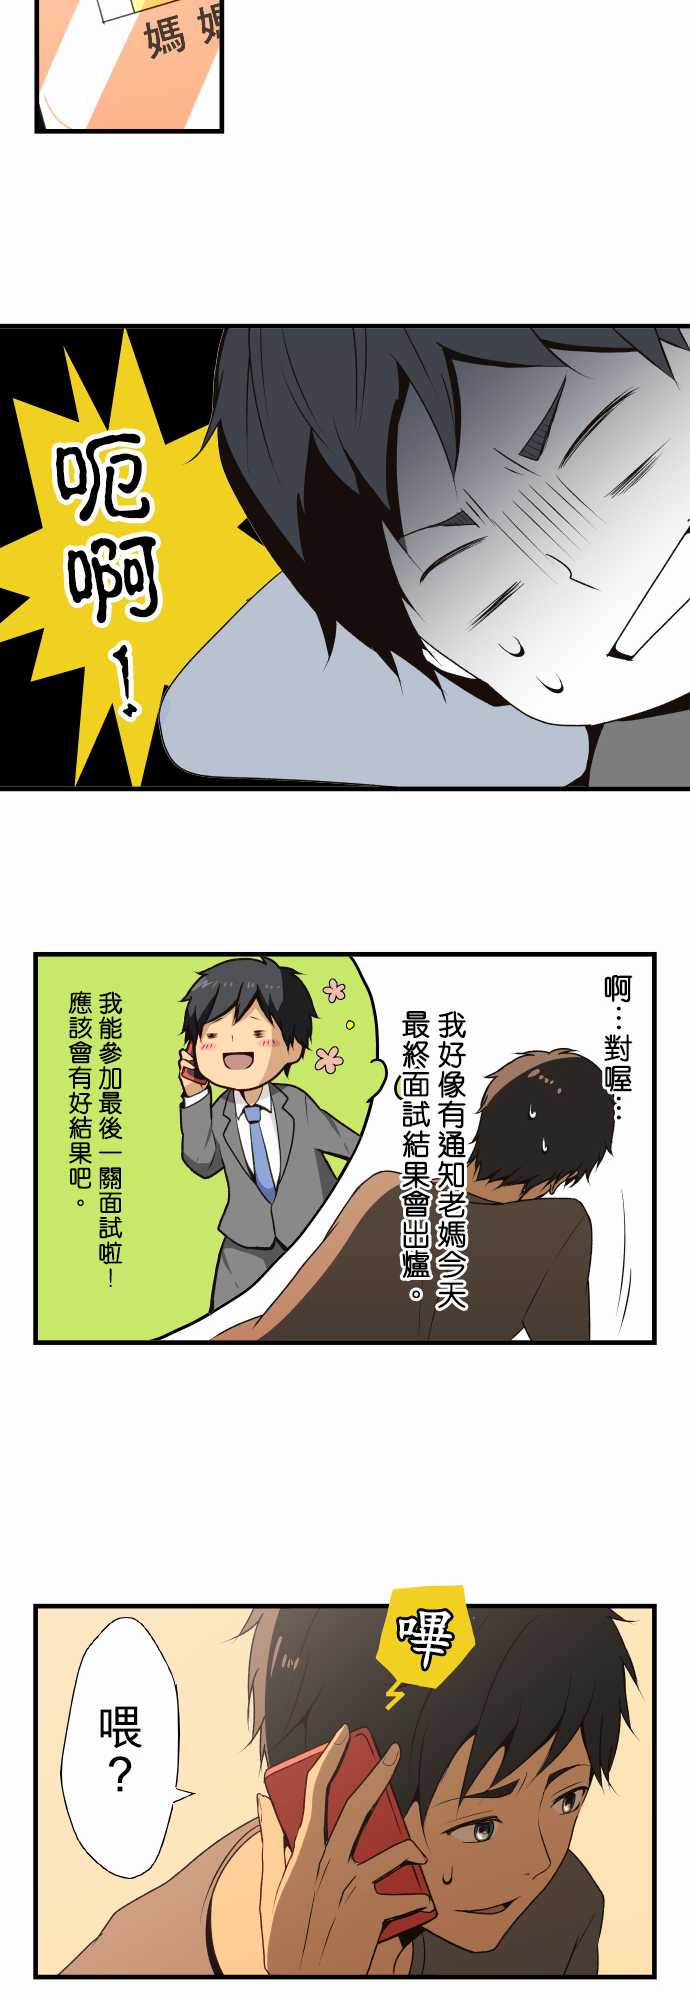 媽媽
呃啊！
啊…對喔…
我好像有通知老媽今天
最終面試結果會出爐。
我能參加最後一關面試啦！
應該會有好結果吧。
嗶
喂？